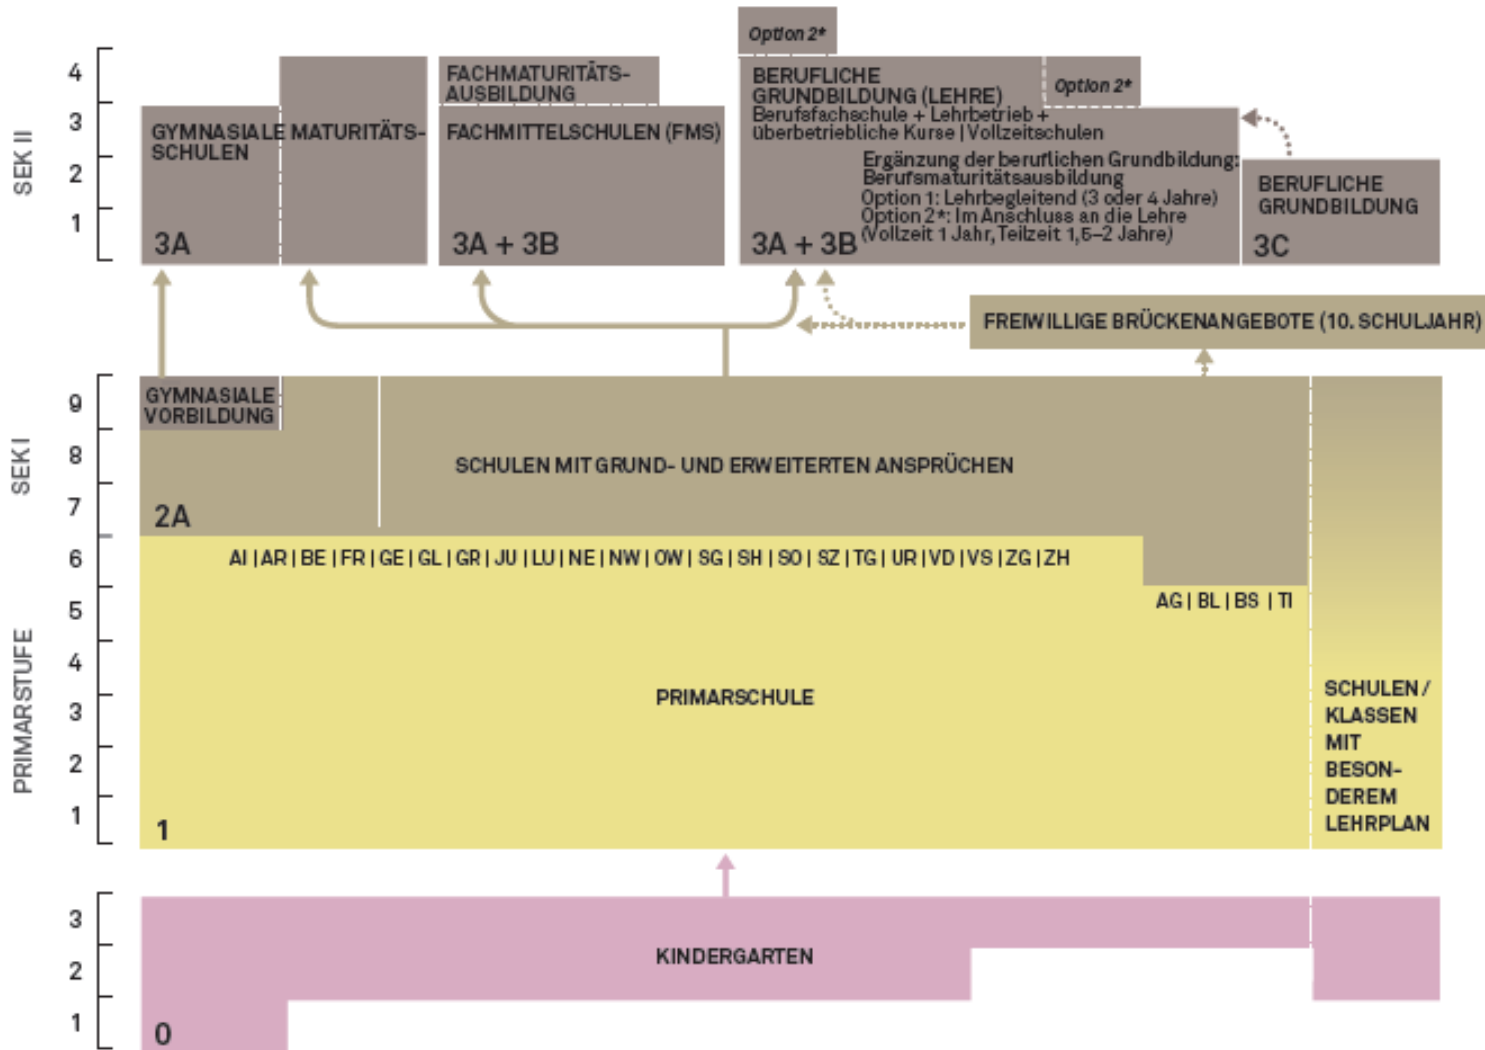 Option 2*
SEK II
4
3
2
1
GYMNASIALE MATURITÄTS-
SCHULEN
3A
FACHMATURITÄTS-
AUSBILDUNG
FACHMITTELSCHULEN (FMS)
3A + 3B
BERUFLICHE
GRUNDBILDUNG (LEHRE)
Berufsfachschule + Lehrbetrieb +
überbetriebliche Kurse | Vollzeitschulen
Option 2*
Ergänzung der beruflichen Grundbildung:
Berufsmaturitätsausbildung
Option 1: Lehrbegleitend (3 oder 4 Jahre)
Option 2*: Im Anschluss an die Lehre
(Vollzeit 1 Jahr, Teilzeit 1,5–2 Jahre)
3A + 3B
BERUFLICHE
GRUNDBILDUNG
3C
FREIWILLIGE BRÜCKENANGEBOTE (10. SCHULJAHR)
SEK I
9
8
7
GYMNASIALE
VORBILDUNG
SCHULEN MIT GRUND- UND ERWEITERTEN ANSPRÜCHEN
2A
PRIMARSTUFE
6
5
4
3
2
1
AI | AR | BE | FR | GE | GL | GR | JU | LU | NE | NW | OW | SG | SH | SO | SZ | TG | UR | VD | VS | ZG | ZH
AG | BL | BS | TI
PRIMARSCHULE
1
SCHULEN /
KLASSEN
MIT
BESON-
DEREM
LEHRPLAN
3
2
1
KINDERGARTEN
0